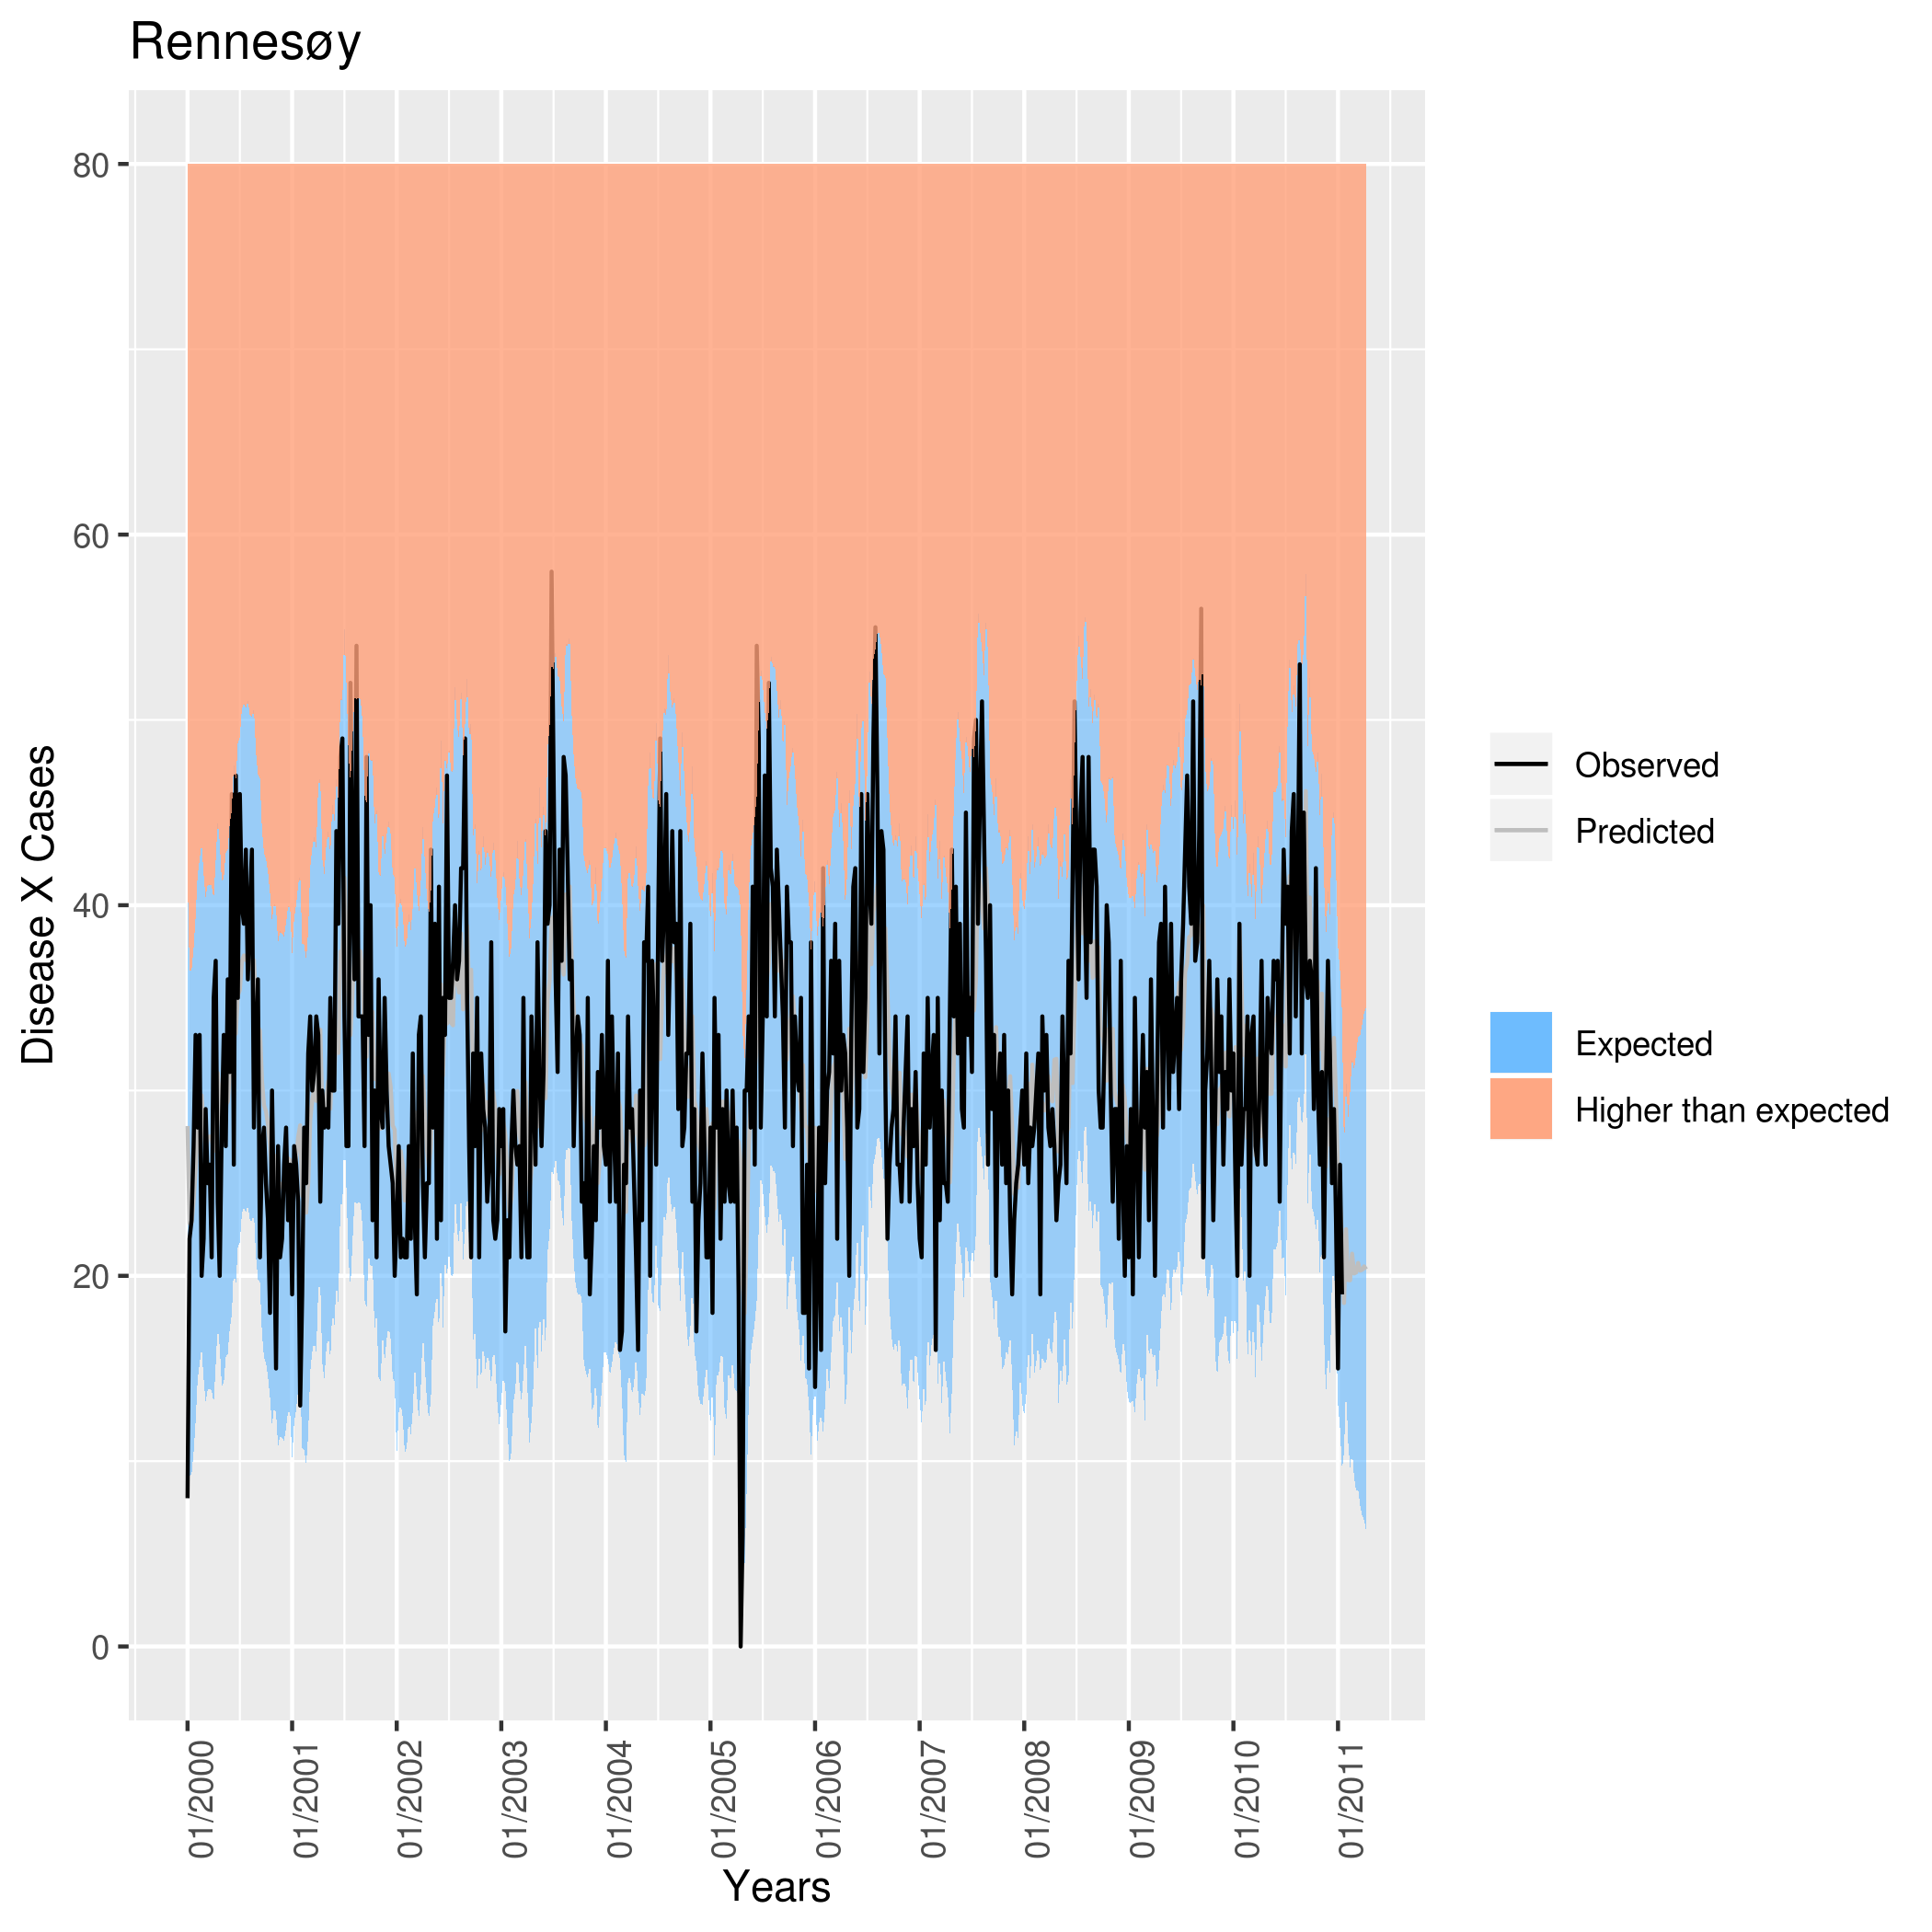 Rennesøy
80
60
40
20
0
Disease X Cases
01/2000
01/2001
01/2002
01/2003
01/2004
01/2005
01/2006
01/2007
01/2008
01/2009
01/2010
01/2011
Years
Observed
Predicted
Expected
Higher than expected